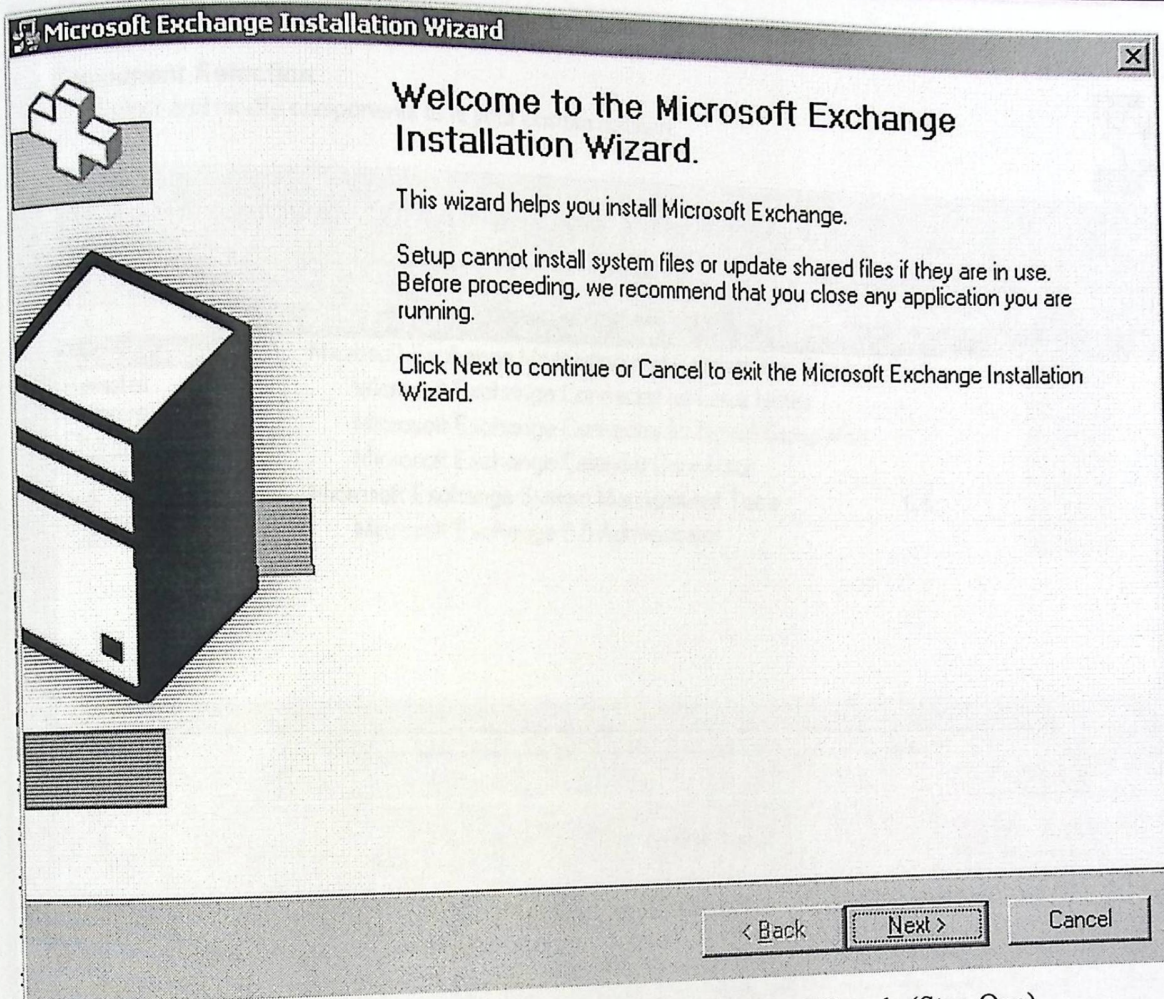 Microsoft Exchange Installation Wizard
Welcome to the Microsoft Exchange
Installation Wizard.
This wizard helps you install Microsoft Exchange.
Setup cannot install system files or update shared files if they are in use.
Before proceeding, we recommend that you close any application you are
running.
Click Next to continue or Cancel to exit the Microsoft Exchange Installation
Wizard.
< Back
Next >
Cancel
(Step One)